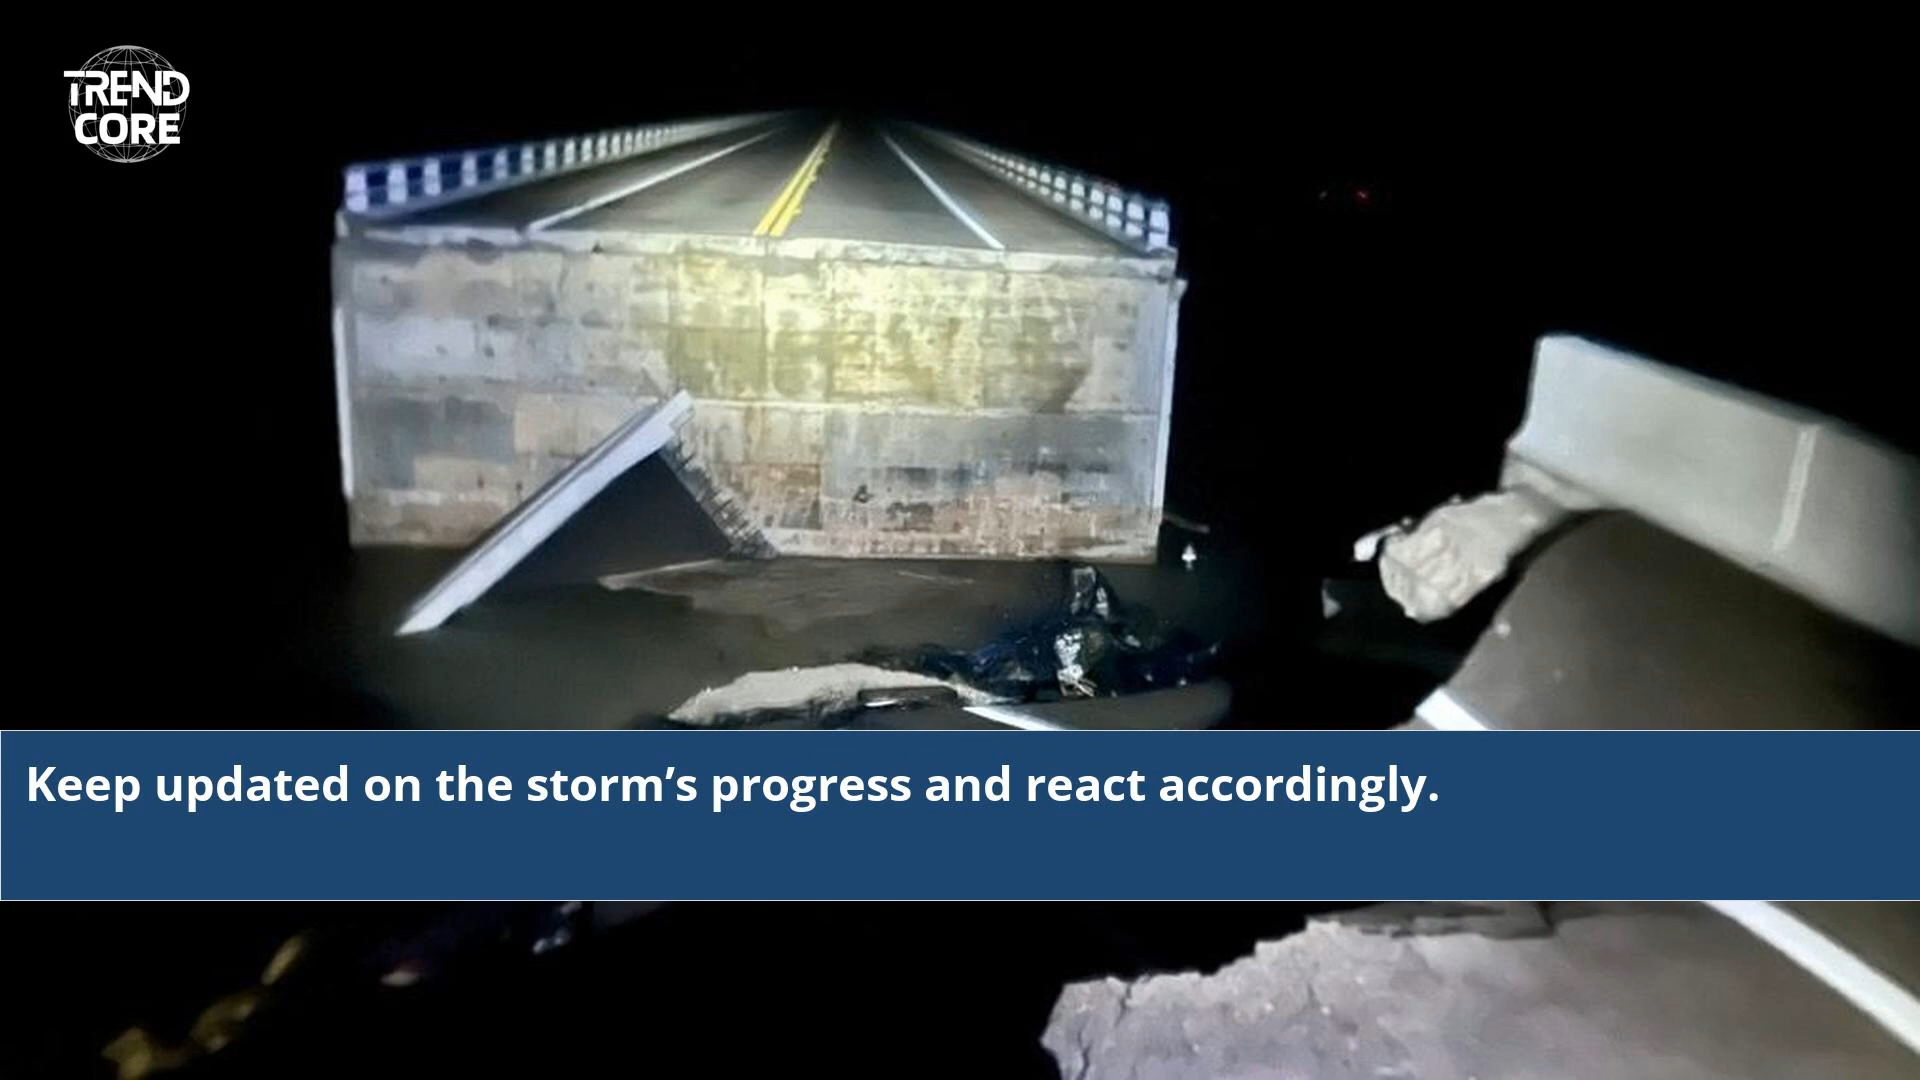 TREND
CORE
Keep updated on the storm’s progress and react accordingly.